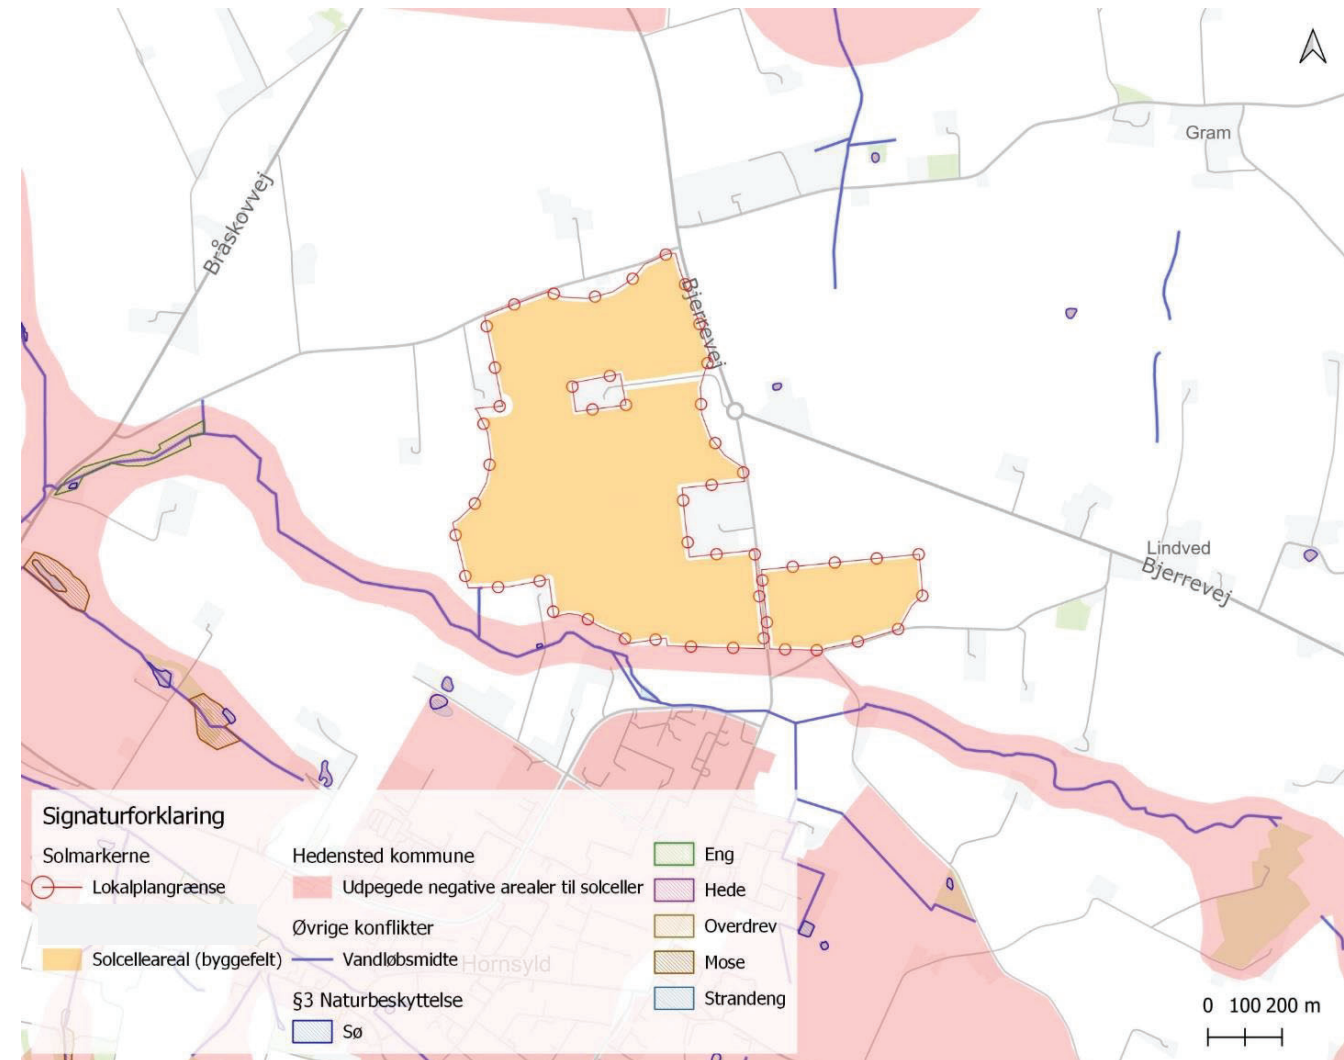 Gram
Bråskovvej
Bjerrevej
Lindved
Bjerrevej
Signaturforklaring
Solmarkerne
Lokalplangrænse
Solcelleareal (byggefelt)
Hedensted kommune
Udpegede negative arealer til solceller
Øvrige konflikter
Vandløbsmidte
Hornsyld
§3 Naturbeskyttelse
Sø
Eng
Hede
Overdrev
Mose
Strandeng
0 100 200 m